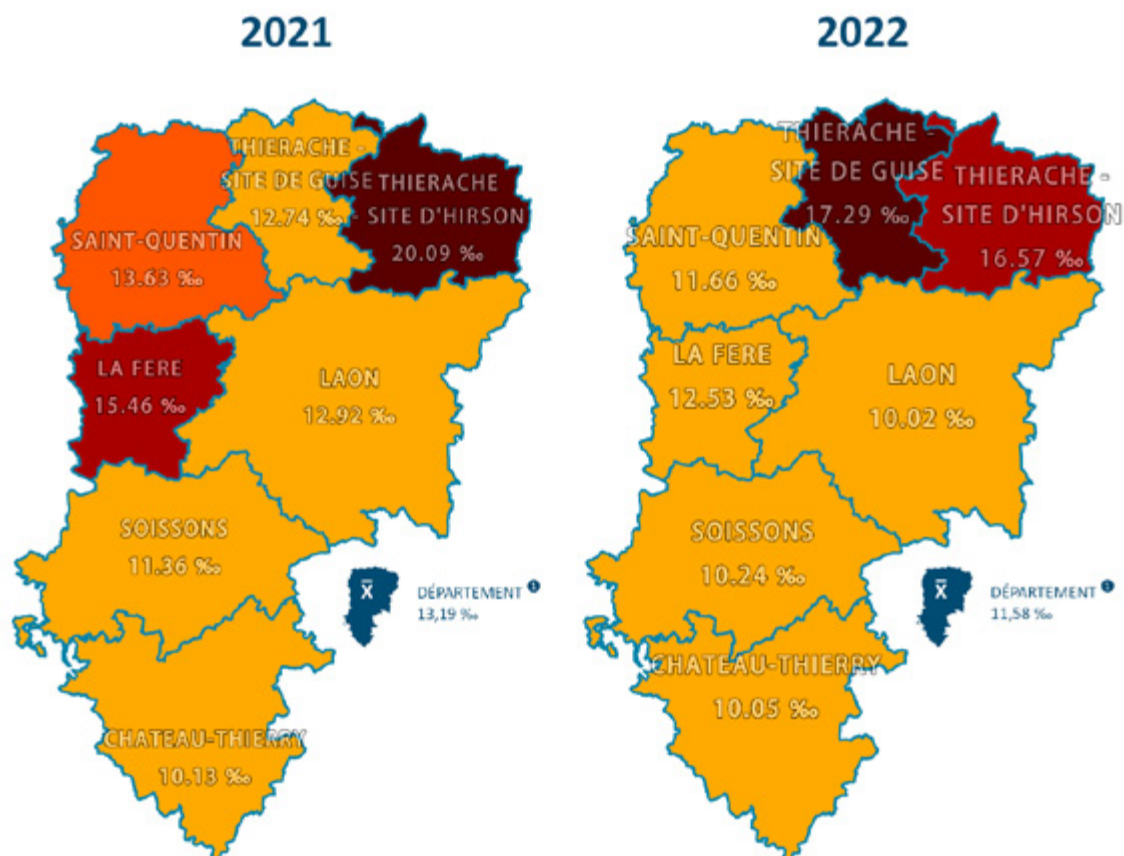 2021
THIERACHE -
SITE DE GUISE
12.74 ‰
THIERACHE
- SITE D'HIRSON
20.09 ‰
SAINT-QUENTIN
13.63 ‰
LA FERE
15.46 ‰
LAON
12.92 ‰
SOISSONS
11.36 ‰
X
DÉPARTEMENT 1
13,19 ‰
CHATEAU-THIERRY
10.13 ‰
2022
THIERACHE -
SITE DE GUISE
17.29 ‰
THIERACHE -
SITE D'HIRSON
16.57 ‰
SAINT-QUENTIN
11.66 ‰
LA FERE
12.53 ‰
LAON
10.02 ‰
SOISSONS
10.24 ‰
X
DÉPARTEMENT 1
11,58 ‰
CHATEAU-THIERRY
10.05 ‰